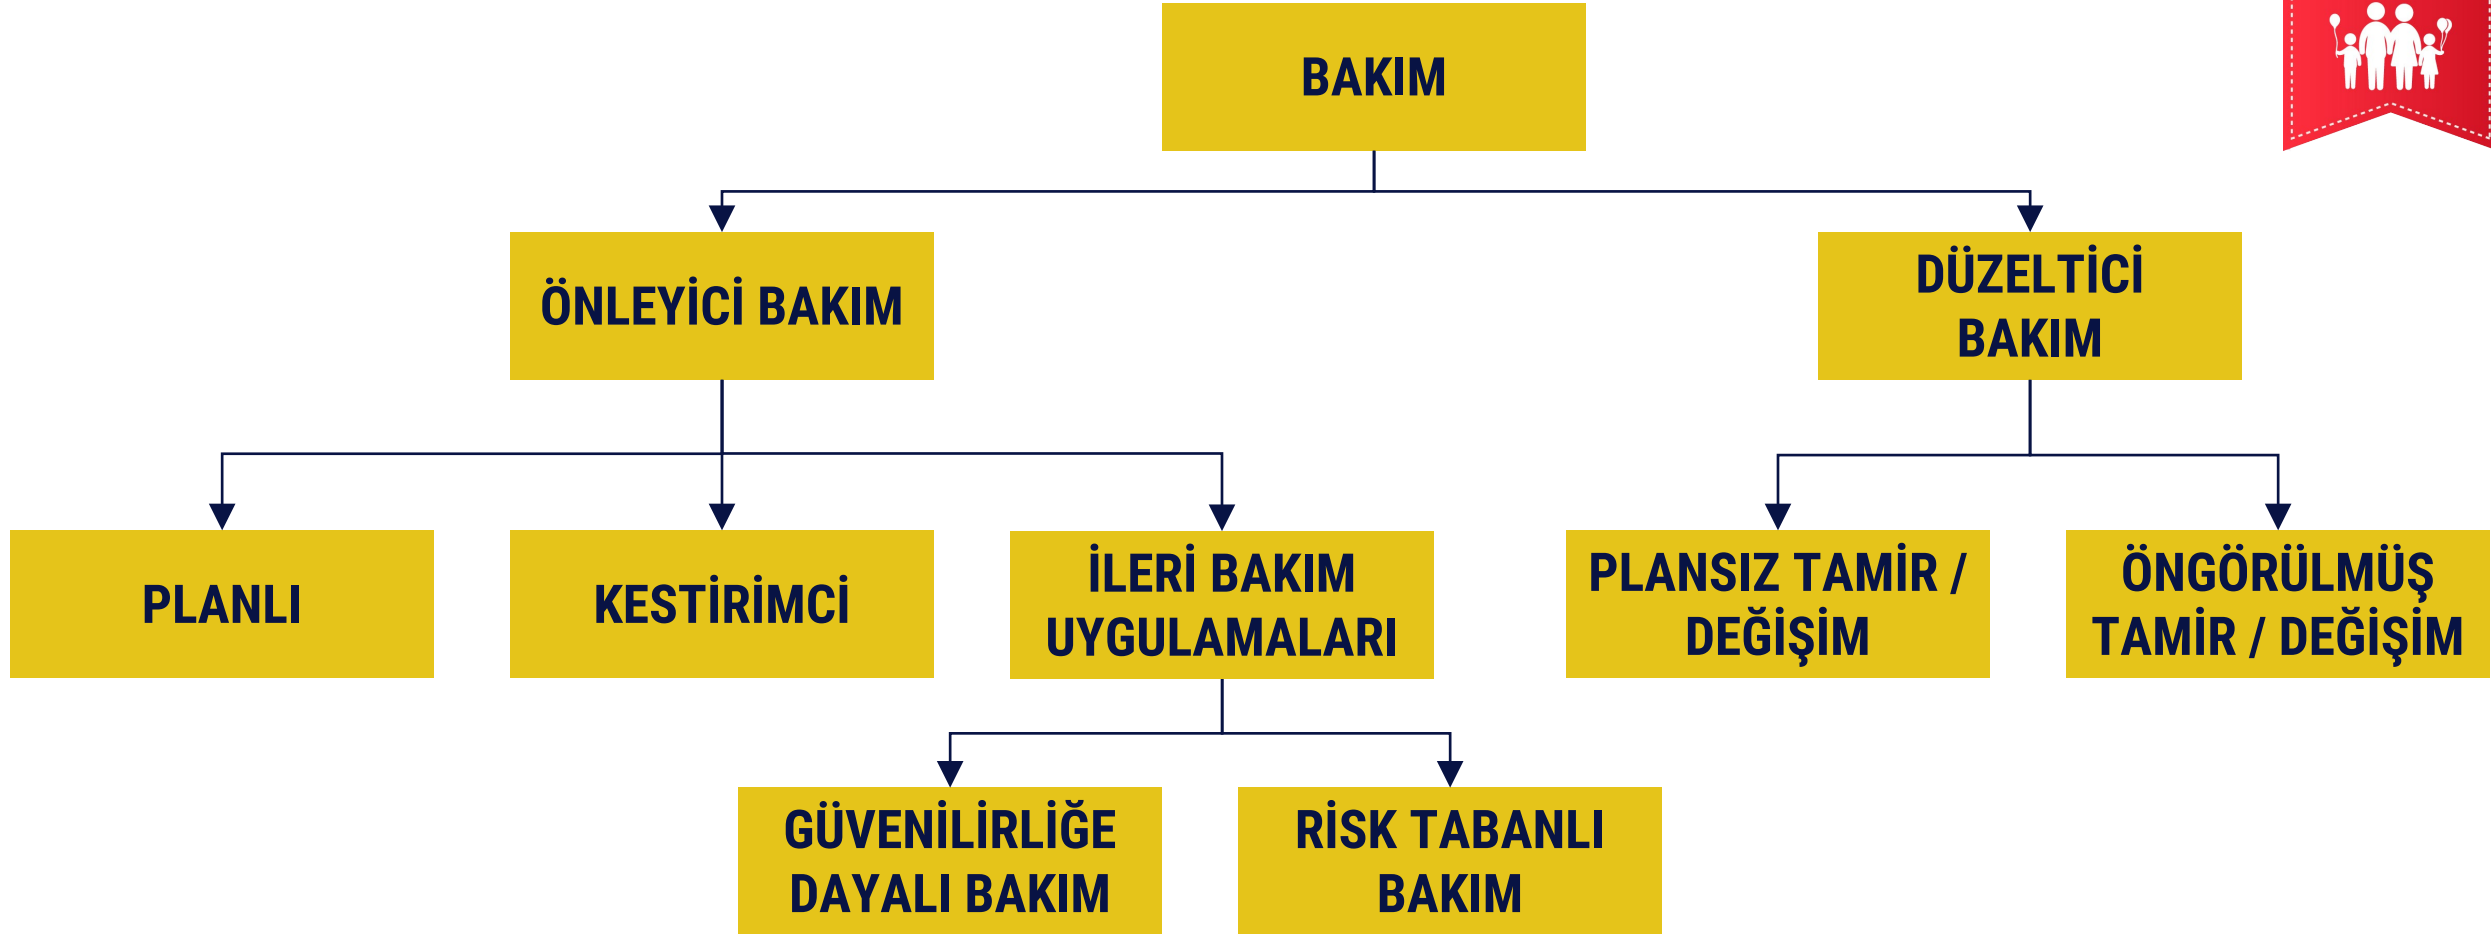 BAKIM
ÖNLEYİCİ BAKIM
DÜZELTİCİ
BAKIM
PLANLI
KESTİRİMCİ
İLERİ BAKIM
UYGULAMALARI
PLANSIZ TAMİR /
DEĞİŞİM
ÖNGÖRÜLMÜŞ
TAMİR / DEĞİŞİM
GÜVENİLİRLİĞE
DAYALI BAKIM
RİSK TABANLI
BAKIM